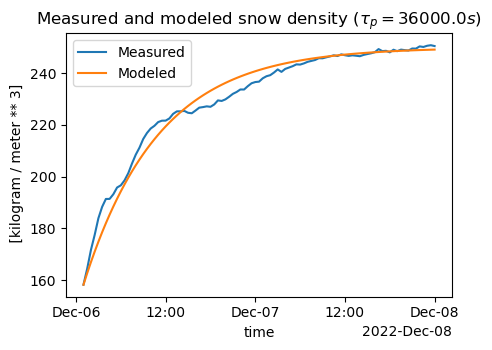 Measured and modeled snow density (τp = 36000.0s)
Measured
Modeled
[kilogram / meter ** 3]
240
220
200
180
160
Dec-06
12:00
Dec-07
12:00
Dec-08
time
2022-Dec-08